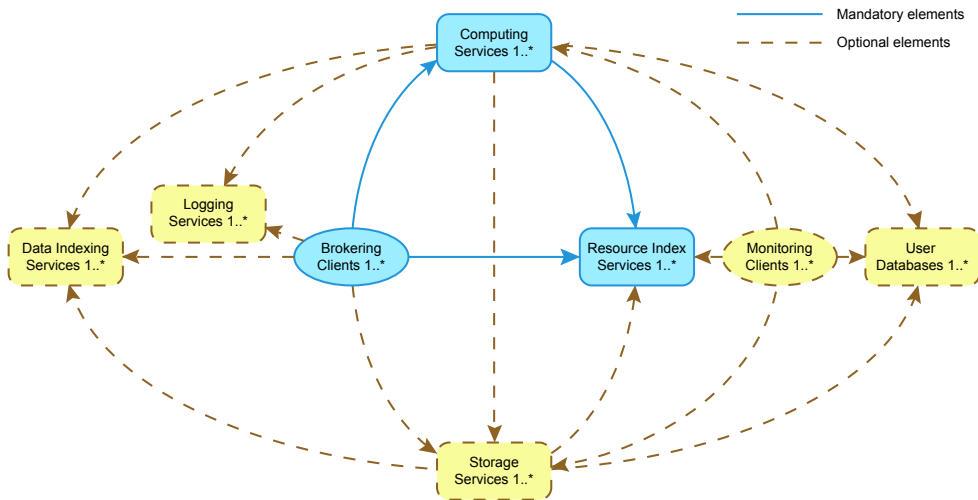 Mandatory elements
Optional elements
Computing
Services 1..*
Logging
Services 1..*
Data Indexing
Services 1..*
Brokering
Clients 1..*
Resource Index
Services 1..*
Monitoring
Clients 1..*
User
Databases 1..*
Storage
Services 1..*